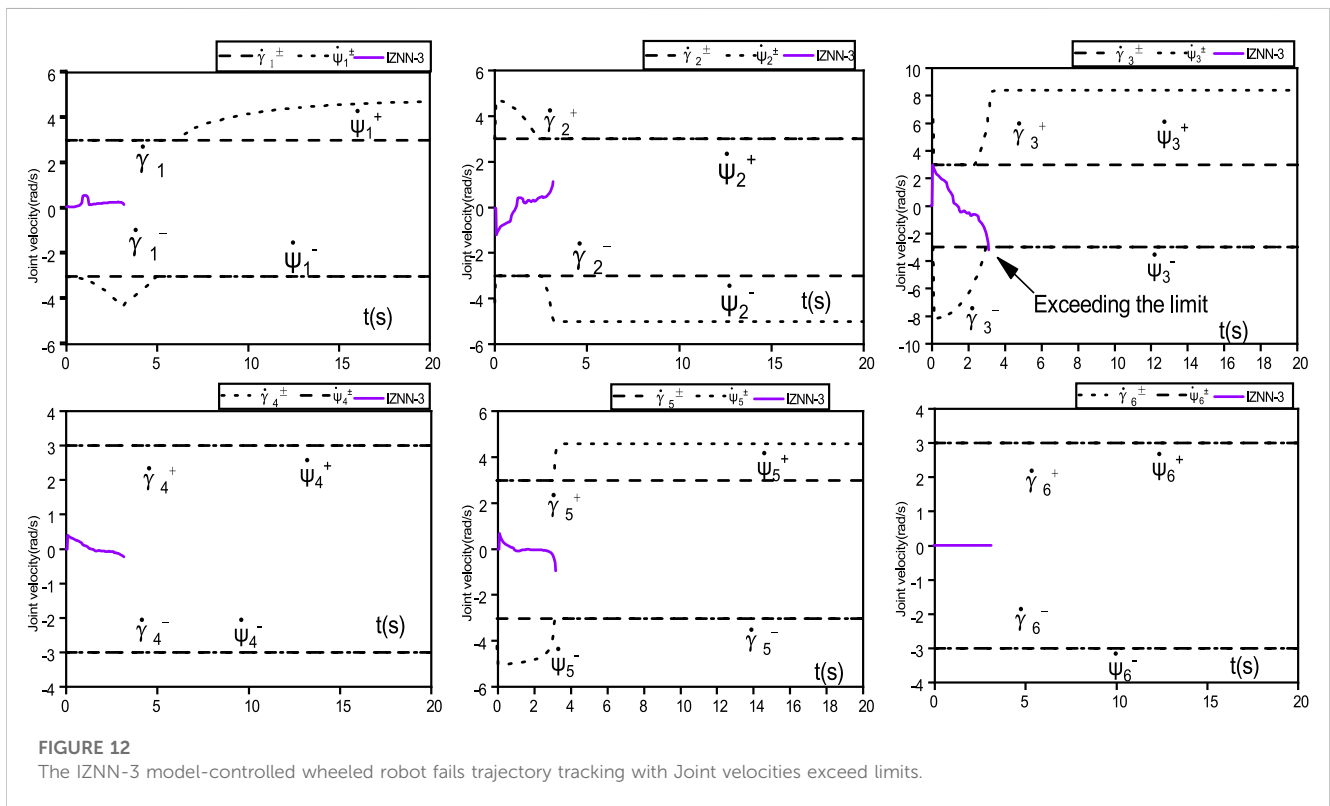 γ̇ 1 ± ψ̇1± IZNN-3
6
4
2
0
-2
-4
-6
Joint velocity(rad/s)
ψ̇1+
γ̇ 1
γ̇ 1 −
ψ̇1-
t(s)
0 5 10 15 20
γ̇ 2 ± ψ̇2± IZNN-3
6
4
2
0
-2
-4
-6
Joint velocity(rad/s)
γ̇ 2 +
ψ̇2+
γ̇ 2 −
ψ̇2-
t(s)
0 5 10 15 20
γ̇ 3 ± ψ̇3± IZNN-3
10
8
6
4
2
0
-2
-4
-6
-8
-10
Joint velocity(rad/s)
γ̇ 3 +
ψ̇3+
ψ̇3-
Exceeding the limit
γ̇ 3 −
t(s)
0 2 4 6 8 10 12 14 16 18 20
γ̇ 4 ± ψ̇4± IZNN-3
4
3
2
1
0
-1
-2
-3
-4
Joint velocity(rad/s)
γ̇ 4 +
ψ̇4+
γ̇ 4 −
ψ̇4-
t(s)
0 5 10 15 20
γ̇ 5 ± ψ̇5± IZNN-3
6
4
2
0
-2
-4
-6
Joint velocity(rad/s)
ψ̇5+
γ̇ 5 +
ψ̇5-
γ̇ 5 −
t(s)
0 2 4 6 8 10 12 14 16 18 20
γ̇ 6 ± ψ̇6± IZNN-3
4
3
2
1
0
-1
-2
-3
-4
Joint velocity(rad/s)
γ̇ 6 +
ψ̇6+
γ̇ 6 −
ψ̇6-
t(s)
0 5 10 15 20
FIGURE 12
The IZNN-3 model-controlled wheeled robot fails trajectory tracking with Joint velocities exceed limits.